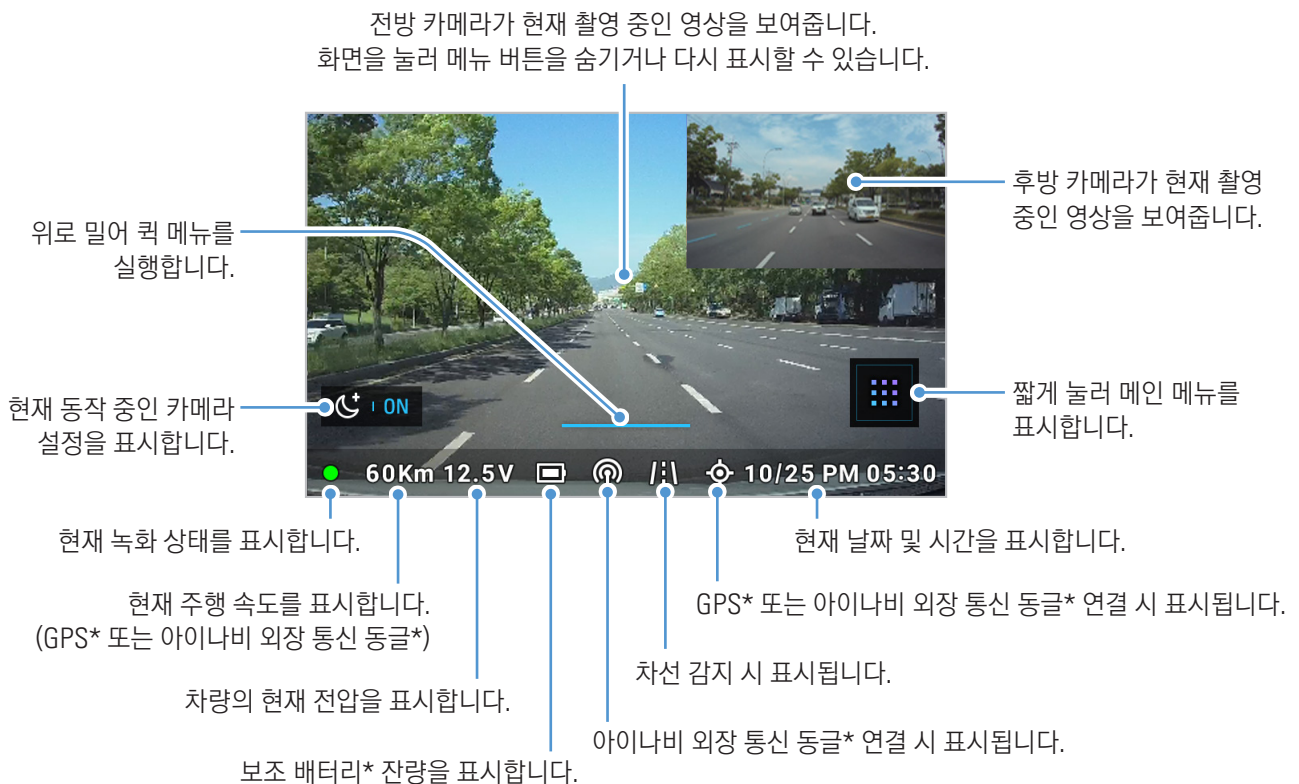 전방 카메라가 현재 촬영 중인 영상을 보여줍니다.
화면을 눌러 메뉴 버튼을 숨기거나 다시 표시할 수 있습니다.
후방 카메라가 현재 촬영
중인 영상을 보여줍니다.
위로 밀어 퀵 메뉴를
실행합니다.
현재 동작 중인 카메라
설정을 표시합니다.
ON
짧게 눌러 메인 메뉴를
표시합니다.
60Km 12.5V 10/25 PM 05:30
현재 녹화 상태를 표시합니다.
현재 날짜 및 시간을 표시합니다.
현재 주행 속도를 표시합니다.
(GPS* 또는 아이나비 외장 통신 동글*)
GPS* 또는 아이나비 외장 통신 동글* 연결 시 표시됩니다.
차선 감지 시 표시됩니다.
차량의 현재 전압을 표시합니다.
아이나비 외장 통신 동글* 연결 시 표시됩니다.
보조 배터리* 잔량을 표시합니다.